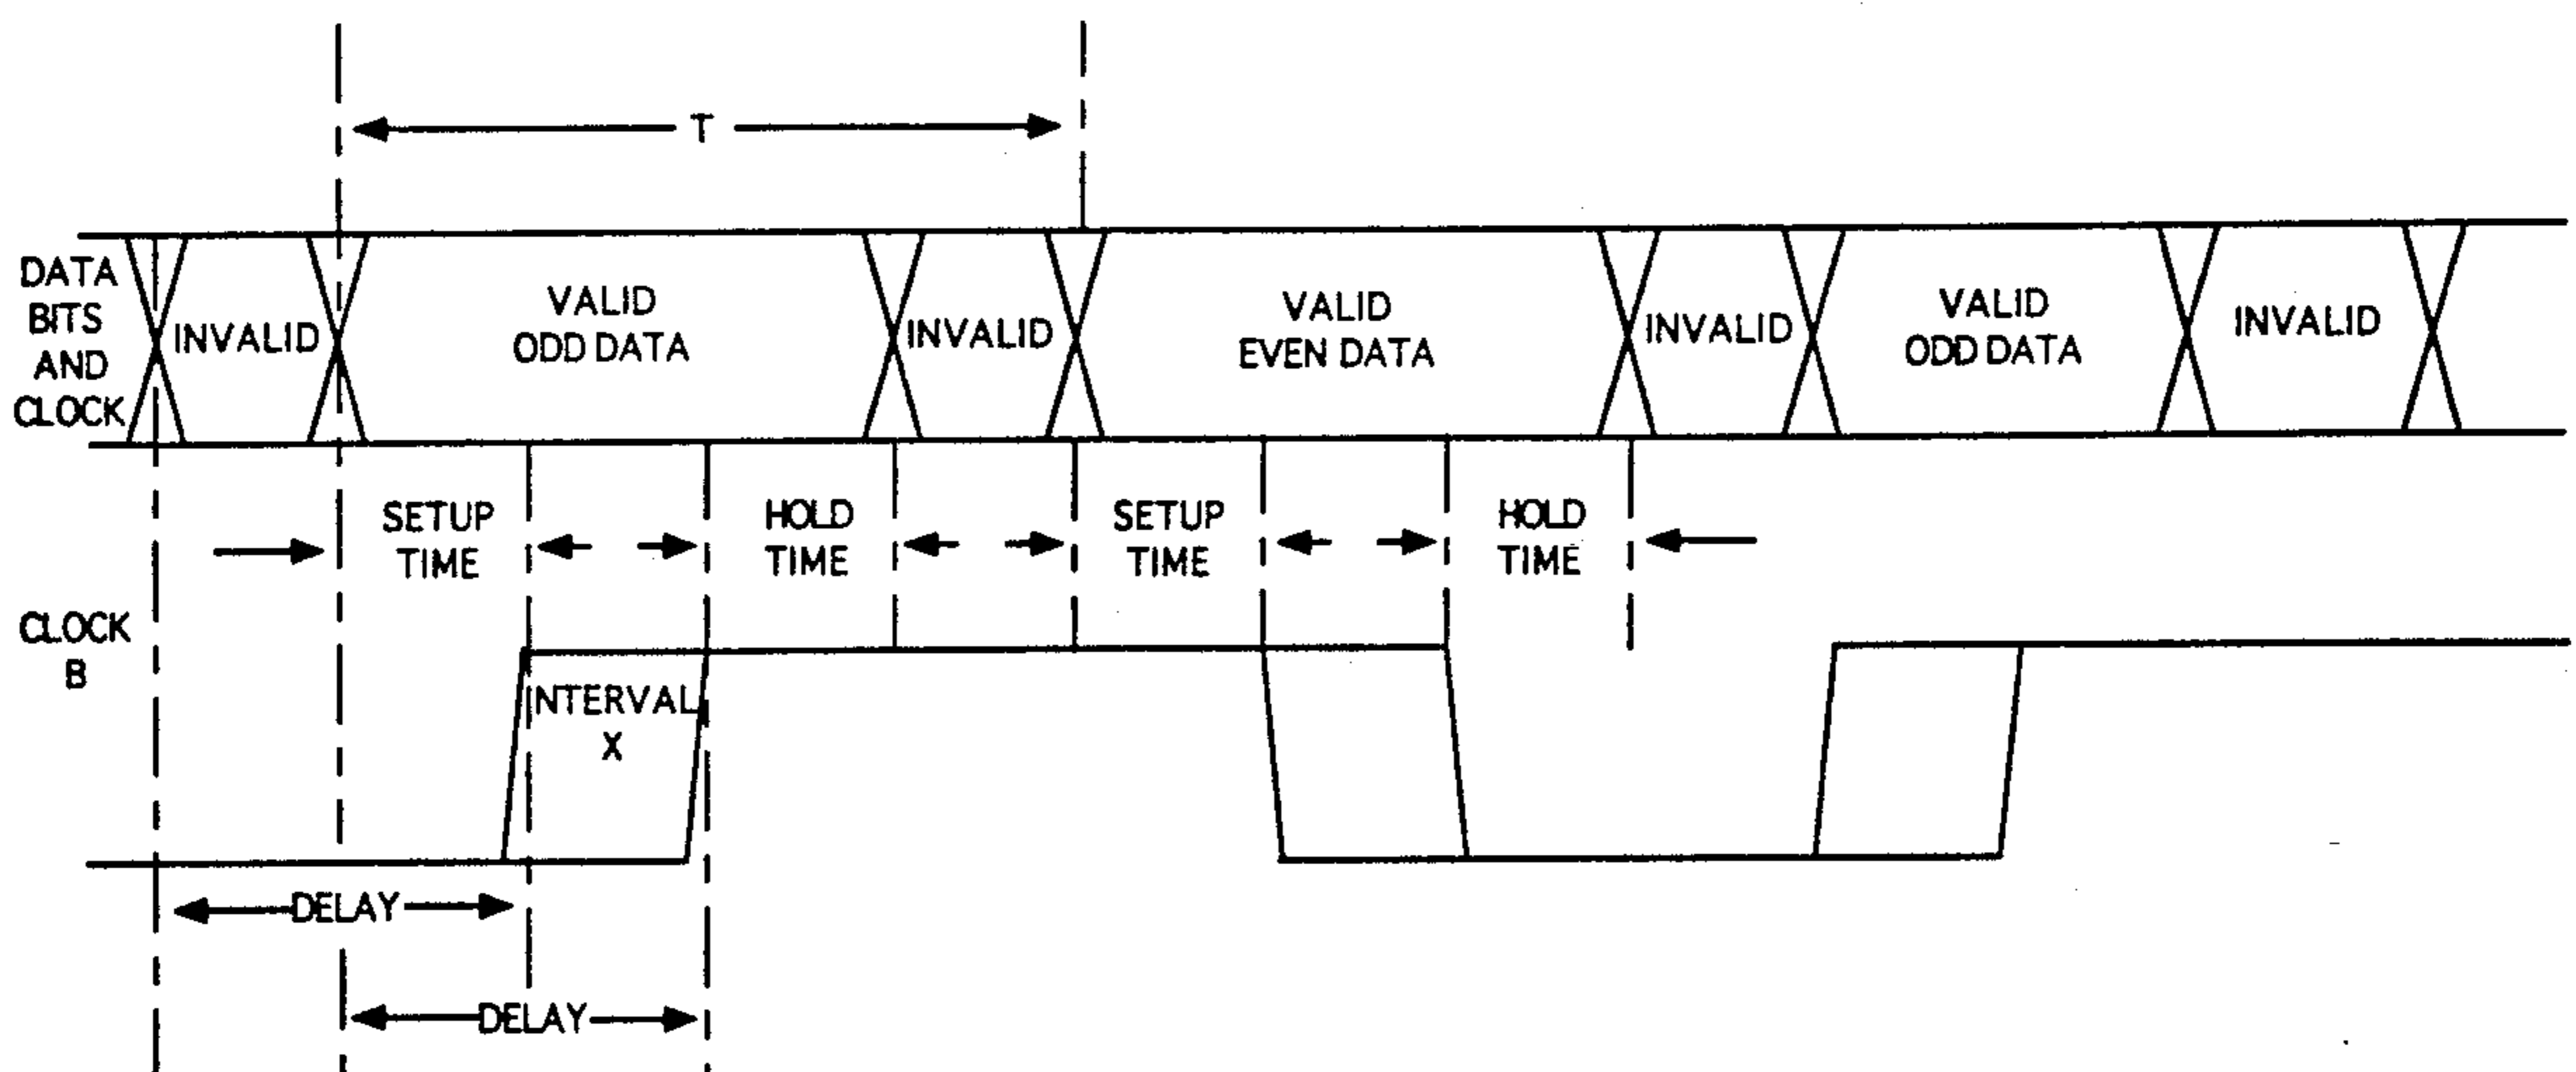 T
DATA
BITS
AND
CLOCK
INVALID
VALID
ODD DATA
INVALID
VALID
EVEN DATA
INVALID
VALID
ODD DATA
INVALID
SETUP
TIME
HOLD
TIME
SETUP
TIME
HOLD
TIME
CLOCK
B
INTERVAL
X
DELAY
DELAY